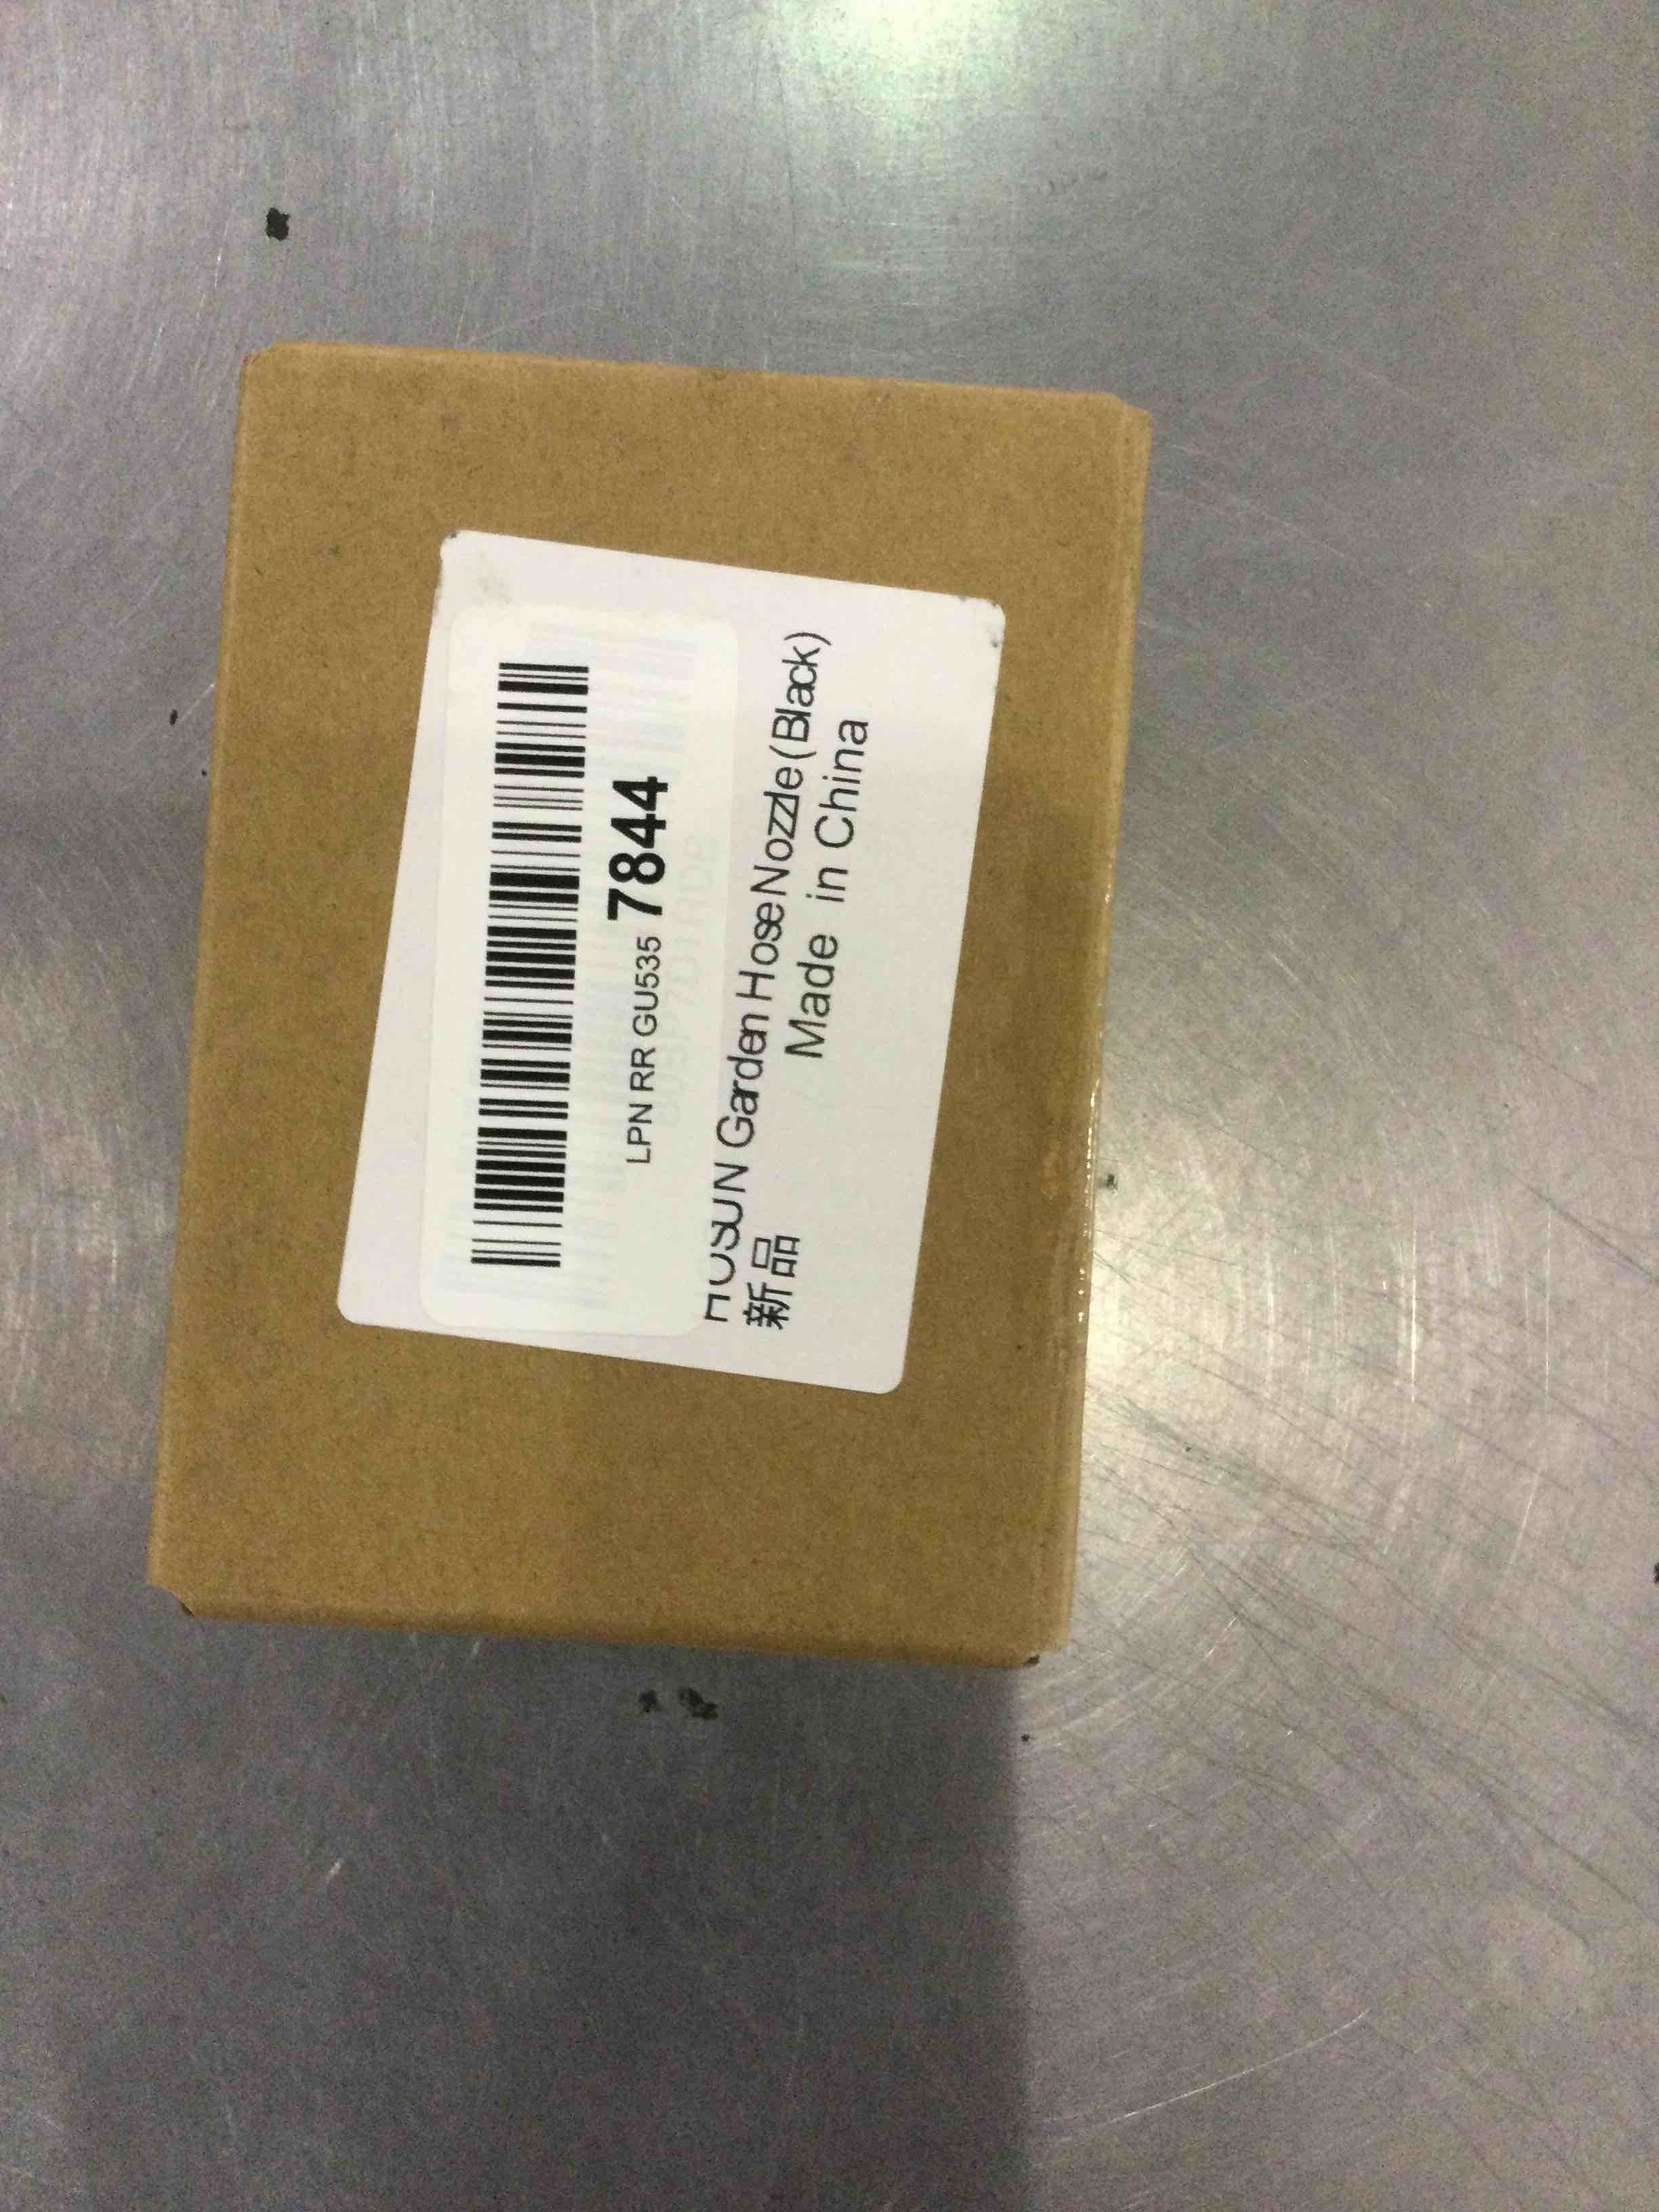 LPN RR GU535 7844
HOSUN Garden Hose Nozzle (Black)
新品 Made in China